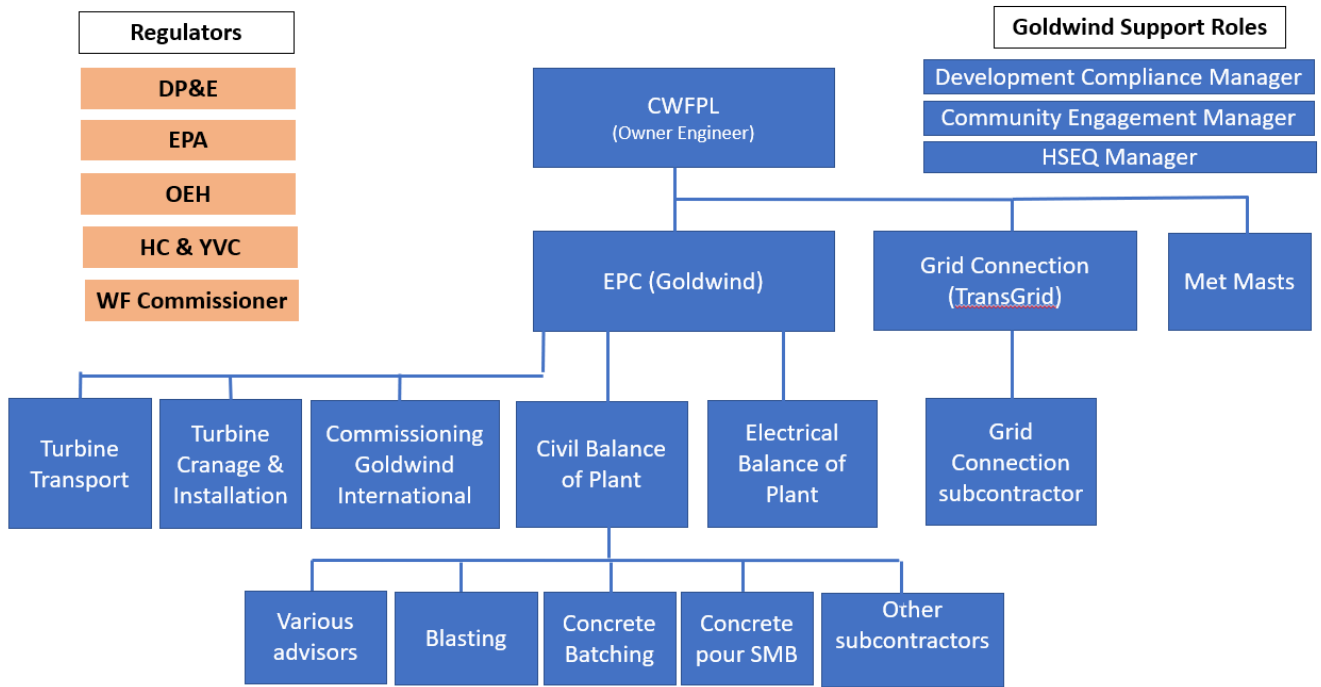 Regulators
DP&E
EPA
OEH
HC & YVC
WF Commissioner
Goldwind Support Roles
Development Compliance Manager
Community Engagement Manager
HSEQ Manager
CWFPL
(Owner Engineer)
EPC (Goldwind)
Grid Connection
(TransGrid)
Met Masts
Turbine
Transport
Turbine
Cranage &
Installation
Commissioning
Goldwind
International
Civil Balance
of Plant
Electrical
Balance of
Plant
Grid
Connection
subcontractor
Various
advisors
Blasting
Concrete
Batching
Concrete
pour SMB
Other
subcontractors